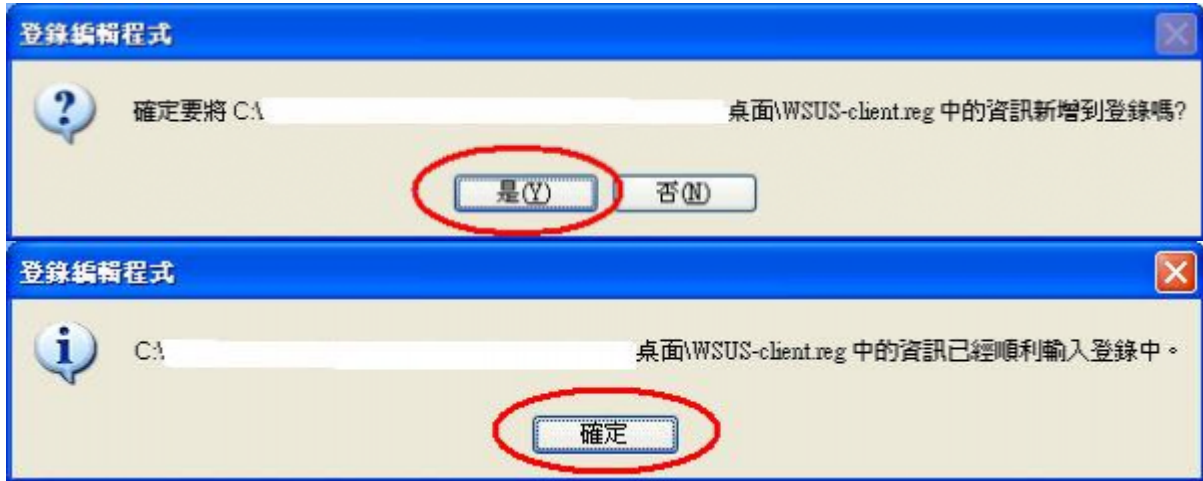 登錄編輯程式
確定要將 C:\ 桌面\WSUS-client.reg 中的資訊新增到登錄嗎?
是(Y) 否(N)
登錄編輯程式
C:\ 桌面\WSUS-client.reg 中的資訊已經順利輸入登錄中。
確定